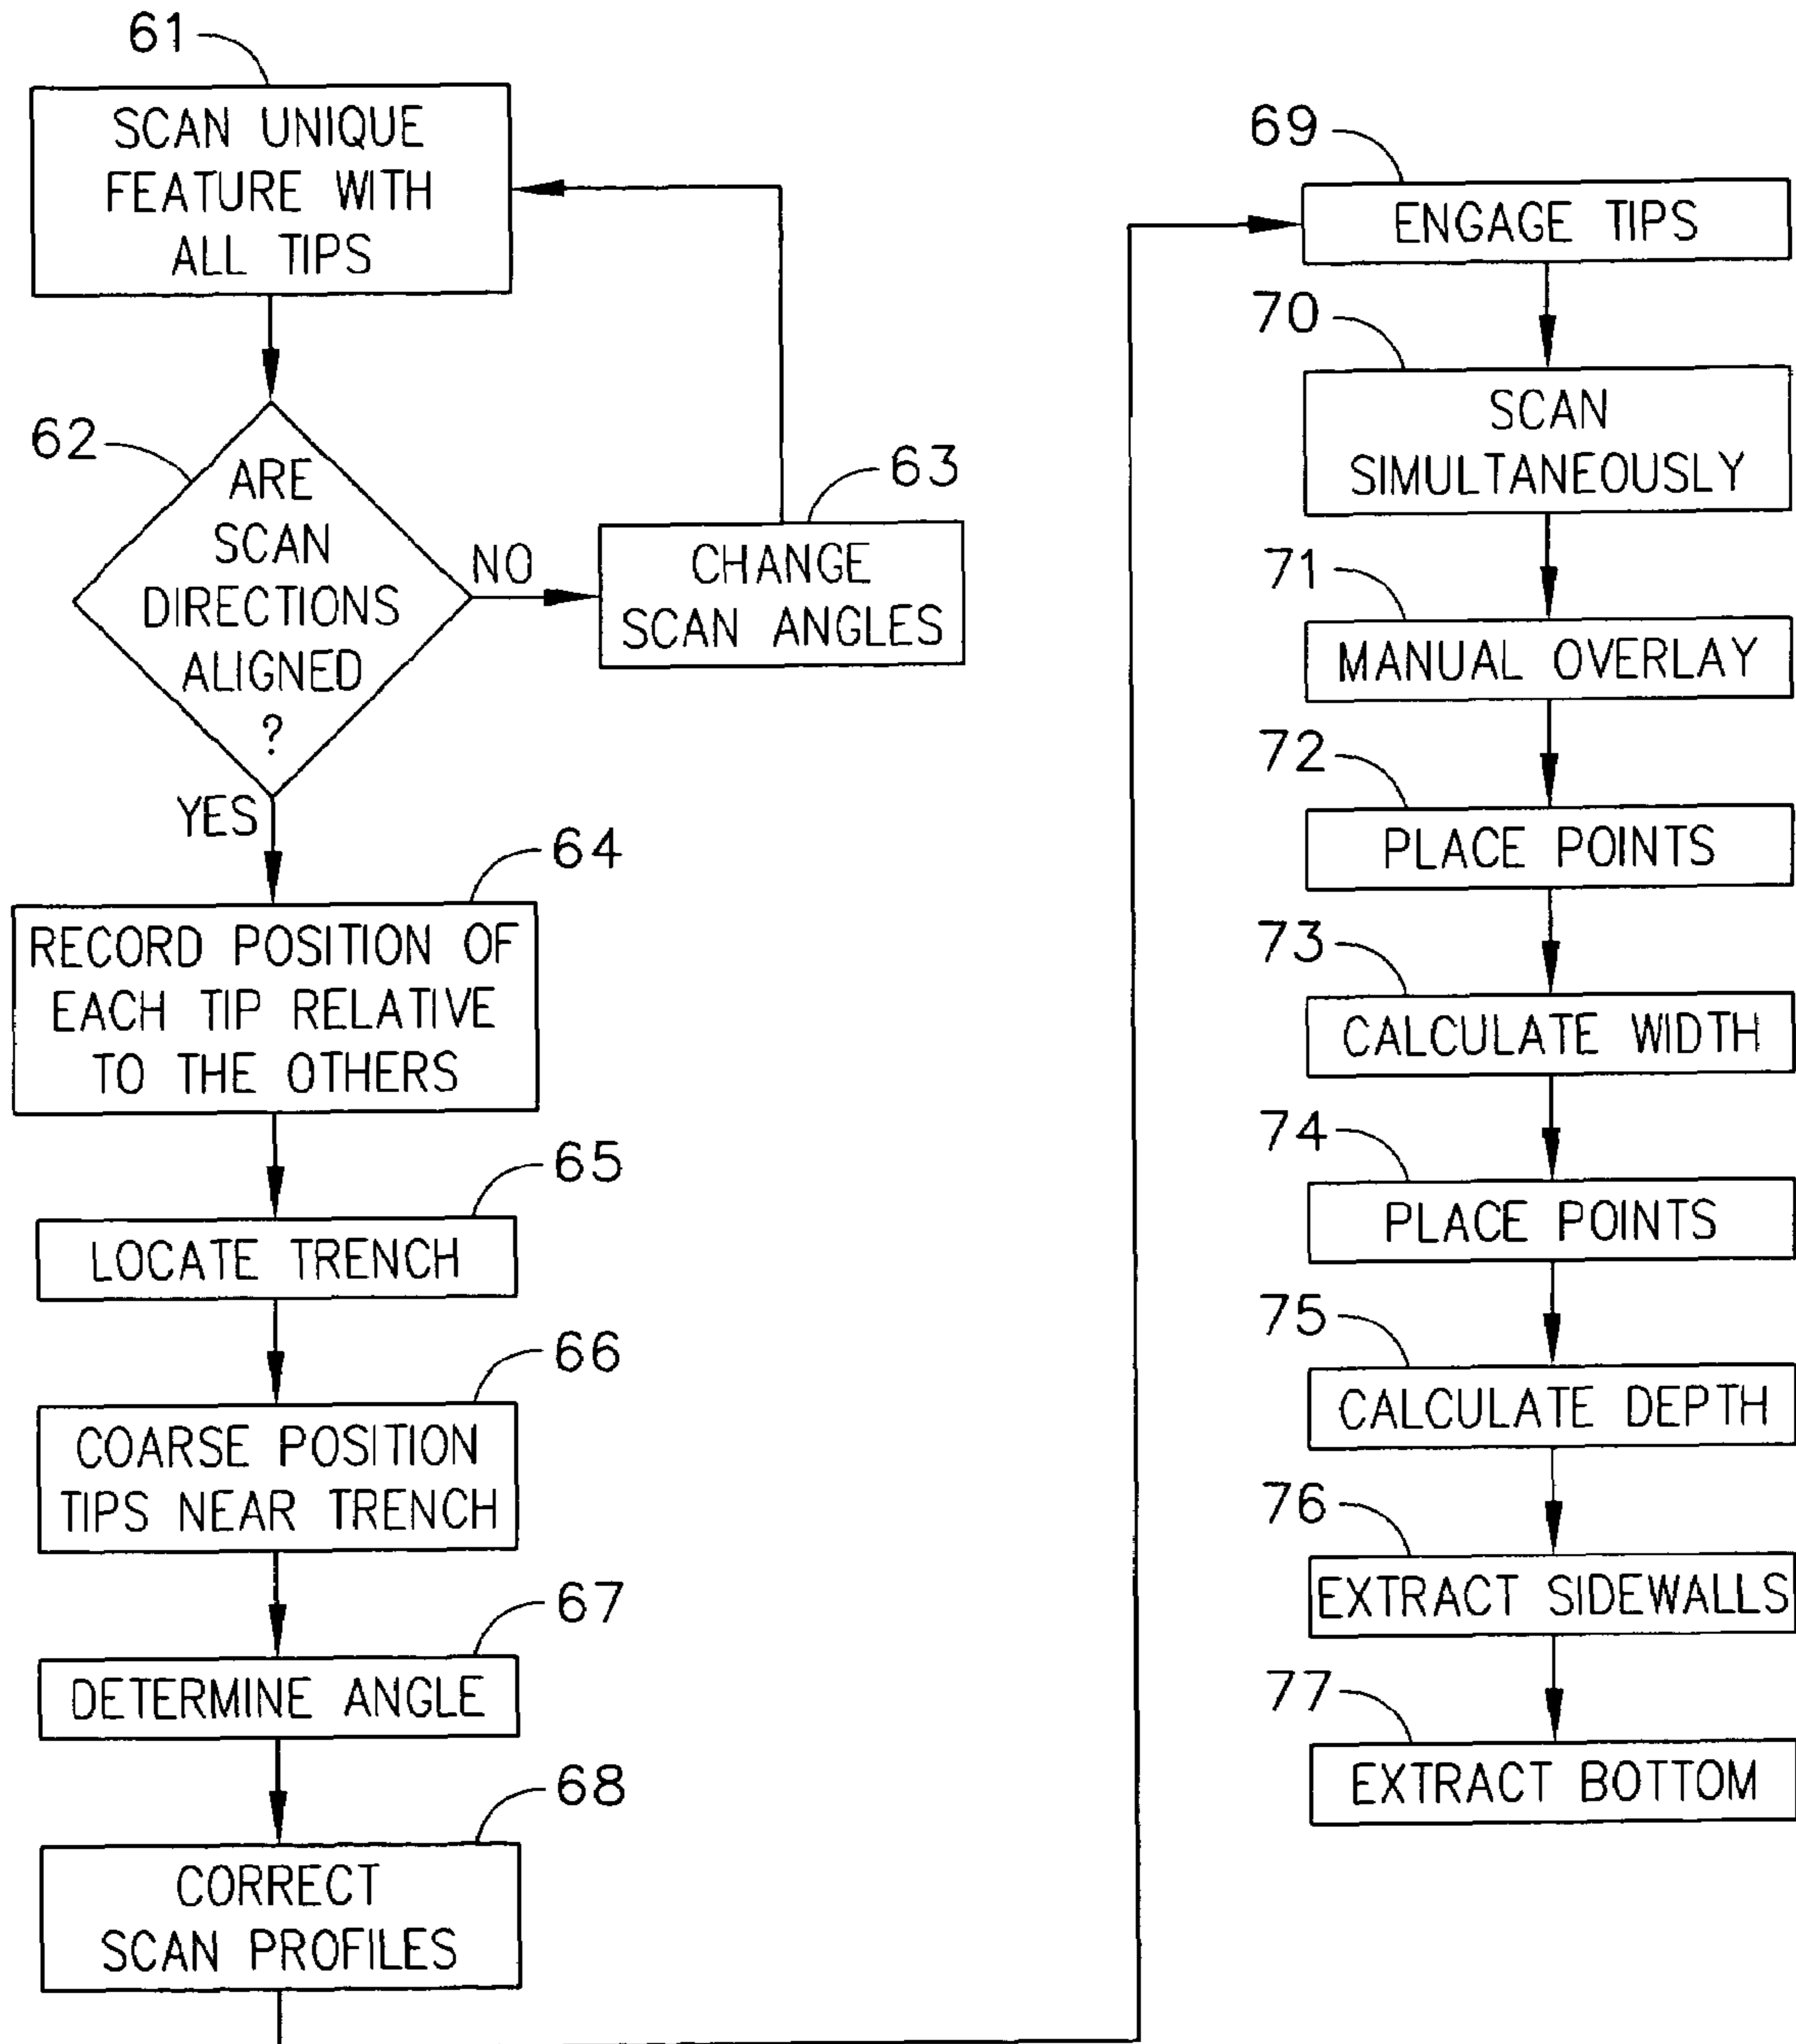 61
SCAN UNIQUE
FEATURE WITH
ALL TIPS
62
ARE
SCAN
DIRECTIONS
ALIGNED
?
NO
63
CHANGE
SCAN ANGLES
YES
64
RECORD POSITION OF
EACH TIP RELATIVE
TO THE OTHERS
65
LOCATE TRENCH
66
COARSE POSITION
TIPS NEAR TRENCH
67
DETERMINE ANGLE
68
CORRECT
SCAN PROFILES
69
ENGAGE TIPS
70
SCAN
SIMULTANEOUSLY
71
MANUAL OVERLAY
72
PLACE POINTS
73
CALCULATE WIDTH
74
PLACE POINTS
75
CALCULATE DEPTH
76
EXTRACT SIDEWALLS
77
EXTRACT BOTTOM